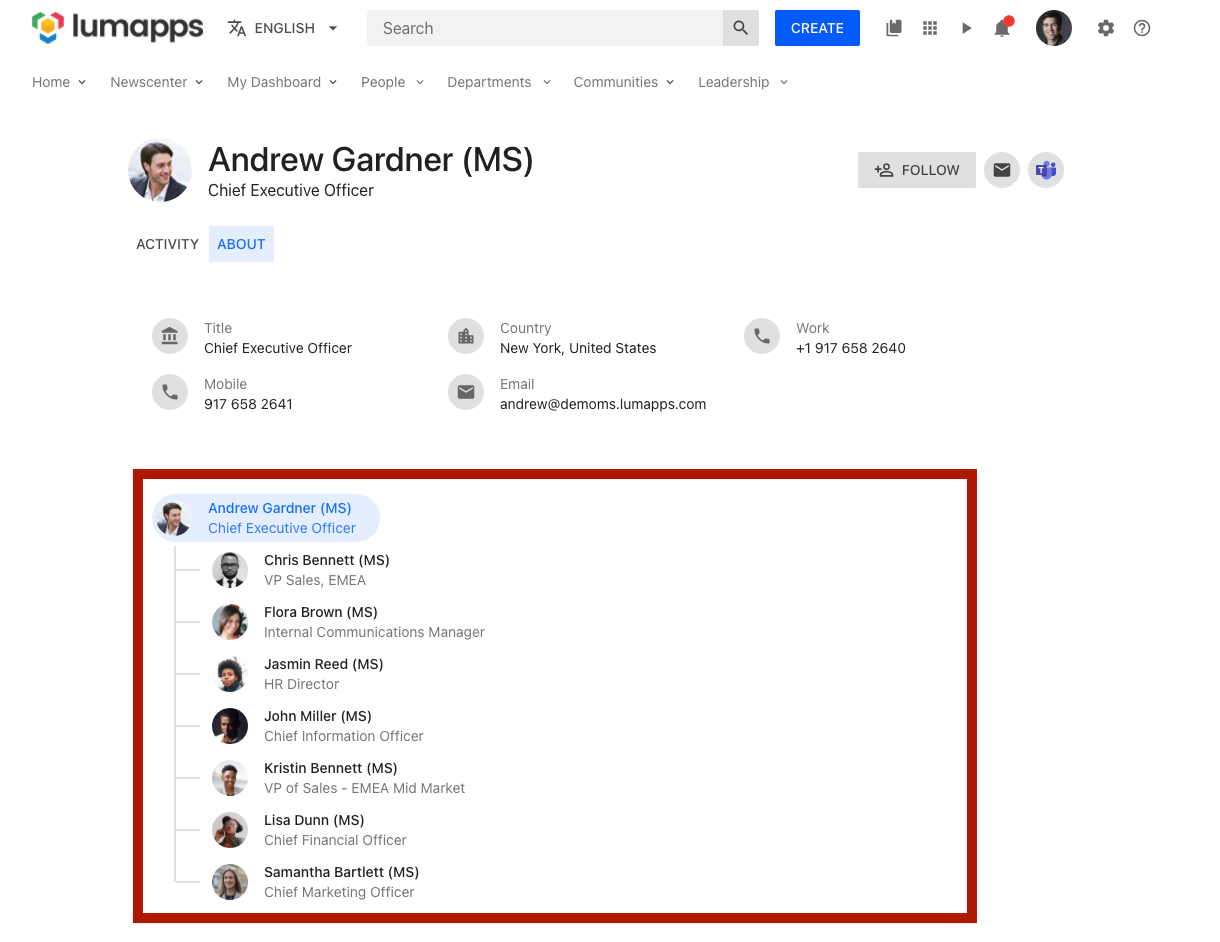 lumapps
ENGLISH
Search
CREATE
Home
Newscenter
My Dashboard
People
Departments
Communities
Leadership
Andrew Gardner (MS)
Chief Executive Officer
FOLLOW
ACTIVITY
ABOUT
Title
Chief Executive Officer
Country
New York, United States
Work
+1 917 658 2640
Mobile
917 658 2641
Email
andrew@demoms.lumapps.com
Andrew Gardner (MS)
Chief Executive Officer
Chris Bennett (MS)
VP Sales, EMEA
Flora Brown (MS)
Internal Communications Manager
Jasmin Reed (MS)
HR Director
John Miller (MS)
Chief Information Officer
Kristin Bennett (MS)
VP of Sales - EMEA Mid Market
Lisa Dunn (MS)
Chief Financial Officer
Samantha Bartlett (MS)
Chief Marketing Officer